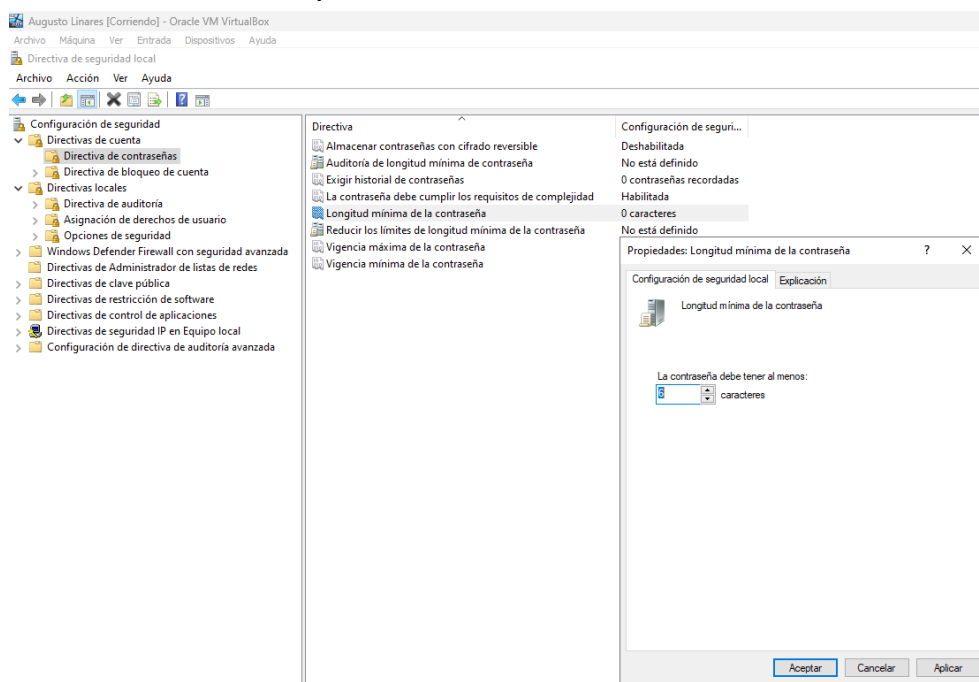 Augusto Linares [Corriendo] - Oracle VM VirtualBox
Archivo Máquina Ver Entrada Dispositivos Ayuda
Directiva de seguridad local
Archivo Acción Ver Ayuda
Configuración de seguridad
Directivas de cuenta
Directiva de contraseñas
Directiva de bloqueo de cuenta
Directivas locales
Directiva de auditoría
Asignación de derechos de usuario
Opciones de seguridad
Windows Defender Firewall con seguridad avanzada
Directivas de Administrador de listas de redes
Directivas de clave pública
Directivas de restricción de software
Directivas de control de aplicaciones
Directivas de seguridad IP en Equipo local
Configuración de directiva de auditoría avanzada
Directiva Configuración de seguri...
Almacenar contraseñas con cifrado reversible Deshabilitada
Auditoría de longitud mínima de contraseña No está definido
Exigir historial de contraseñas 0 contraseñas recordadas
La contraseña debe cumplir los requisitos de complejidad Habilitada
Longitud mínima de la contraseña 0 caracteres
Reducir los límites de longitud mínima de la contraseña No está definido
Vigencia máxima de la contraseña
Vigencia mínima de la contraseña
Propiedades: Longitud mínima de la contraseña ? X
Configuración de seguridad local Explicación
Longitud mínima de la contraseña
La contraseña debe tener al menos:
6 caracteres
Aceptar Cancelar Aplicar